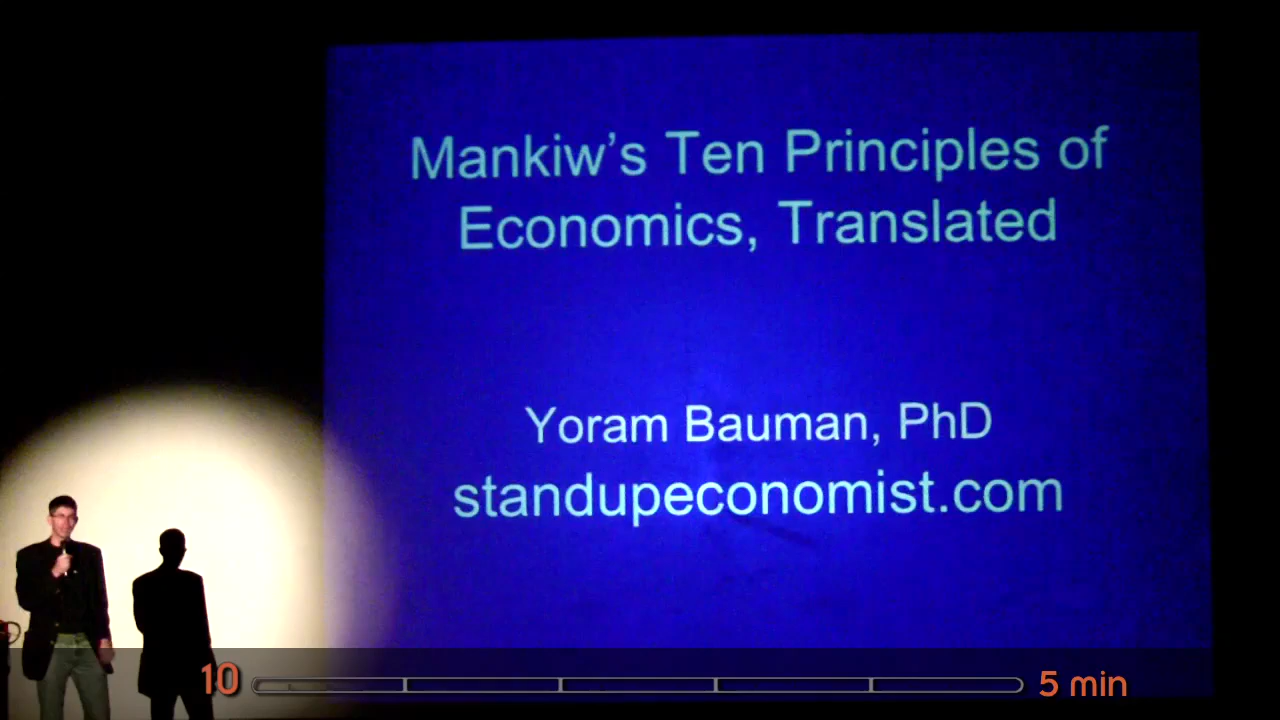 Mankiw's Ten Principles of
Economics, Translated
Yoram Bauman, PhD
standupeconomist.com
10
5 min